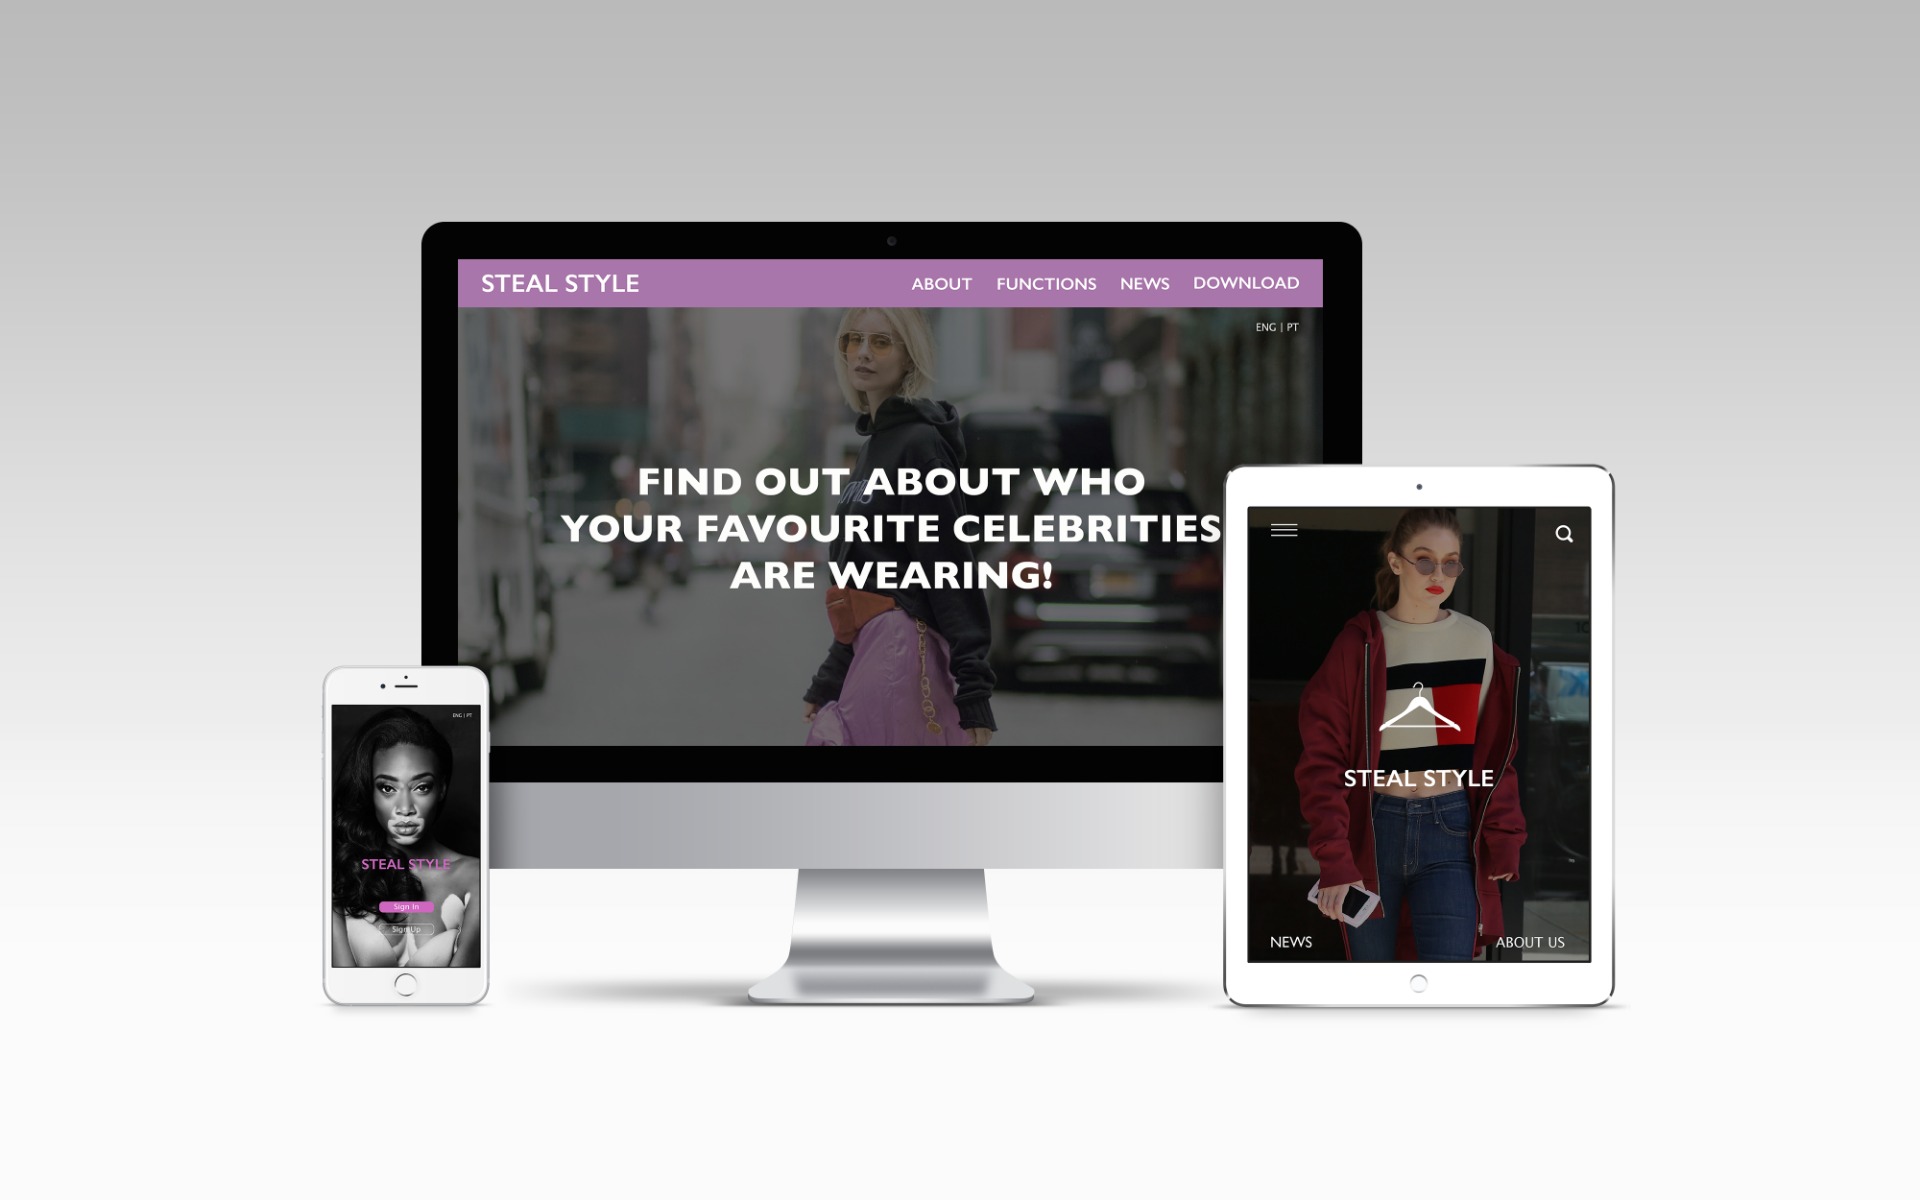 STEAL STYLE
ABOUT FUNCTIONS NEWS DOWNLOAD
ENG | PT
FIND OUT ABOUT WHO
YOUR FAVOURITE CELEBRITIES
ARE WEARING!
ENG | PT
STEAL STYLE
Sign In
Sign Up
STEAL STYLE
NEWS
ABOUT US